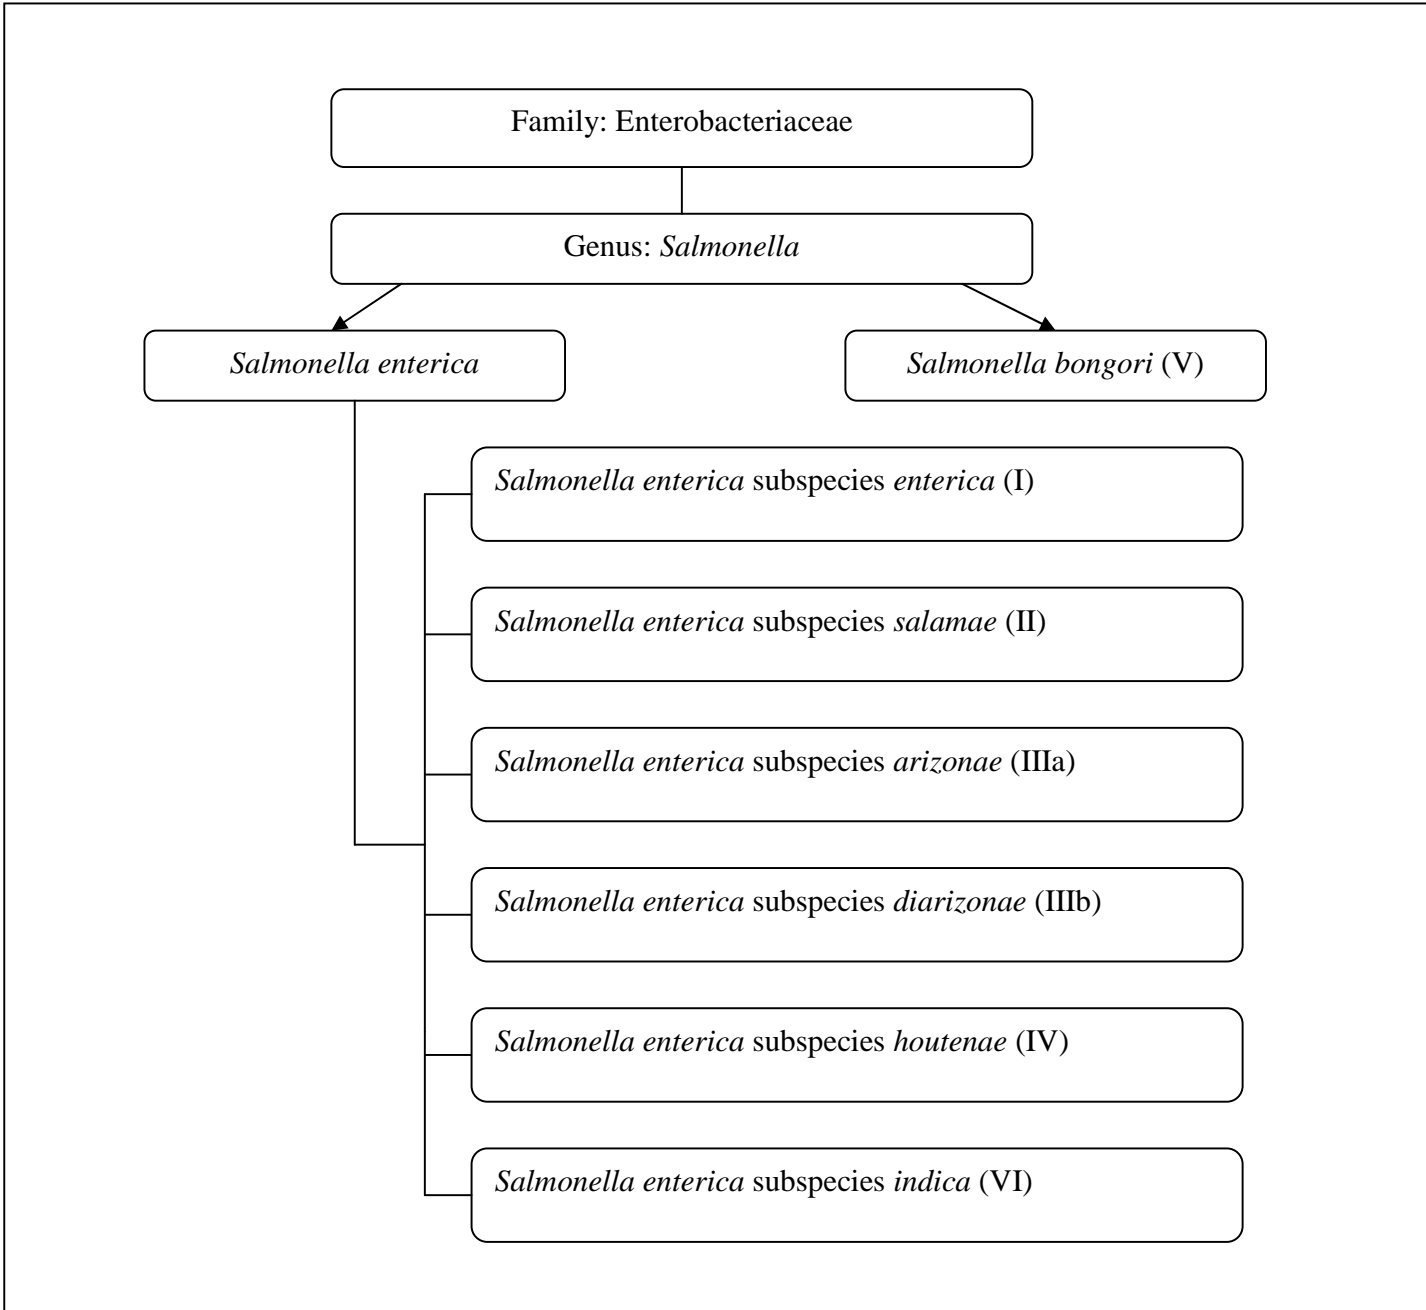 Family: Enterobacteriaceae
Genus: Salmonella
Salmonella enterica
Salmonella bongori (V)
Salmonella enterica subspecies enterica (I)
Salmonella enterica subspecies salamae (II)
Salmonella enterica subspecies arizonae (IIIa)
Salmonella enterica subspecies diarizonae (IIIb)
Salmonella enterica subspecies houtenae (IV)
Salmonella enterica subspecies indica (VI)